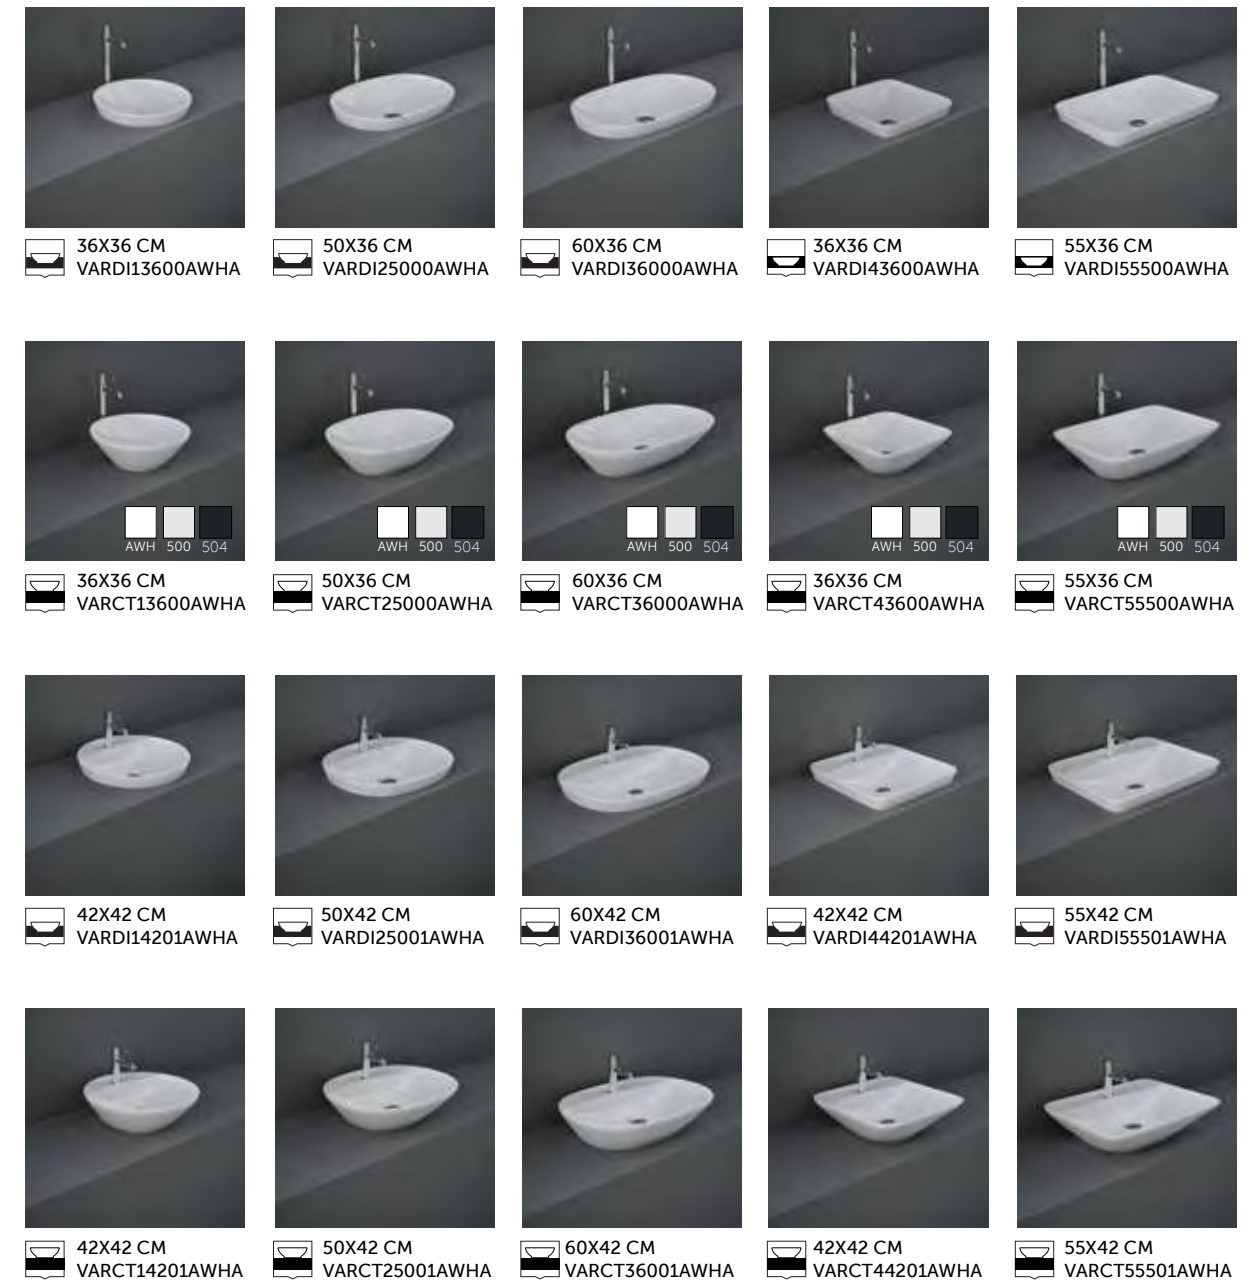 36X36 CM
VARDI13600AWHA
50X36 CM
VARDI25000AWHA
60X36 CM
VARDI36000AWHA
36X36 CM
VARDI43600AWHA
55X36 CM
VARDI55500AWHA
AWH 500 504
AWH 500 504
AWH 500 504
AWH 500 504
AWH 500 504
36X36 CM
VARCT13600AWHA
50X36 CM
VARCT25000AWHA
60X36 CM
VARCT36000AWHA
36X36 CM
VARCT43600AWHA
55X36 CM
VARCT55500AWHA
42X42 CM
VARDI14201AWHA
50X42 CM
VARDI25001AWHA
60X42 CM
VARDI36001AWHA
42X42 CM
VARDI44201AWHA
55X42 CM
VARDI55501AWHA
42X42 CM
VARCT14201AWHA
50X42 CM
VARCT25001AWHA
60X42 CM
VARCT36001AWHA
42X42 CM
VARCT44201AWHA
55X42 CM
VARCT55501AWHA